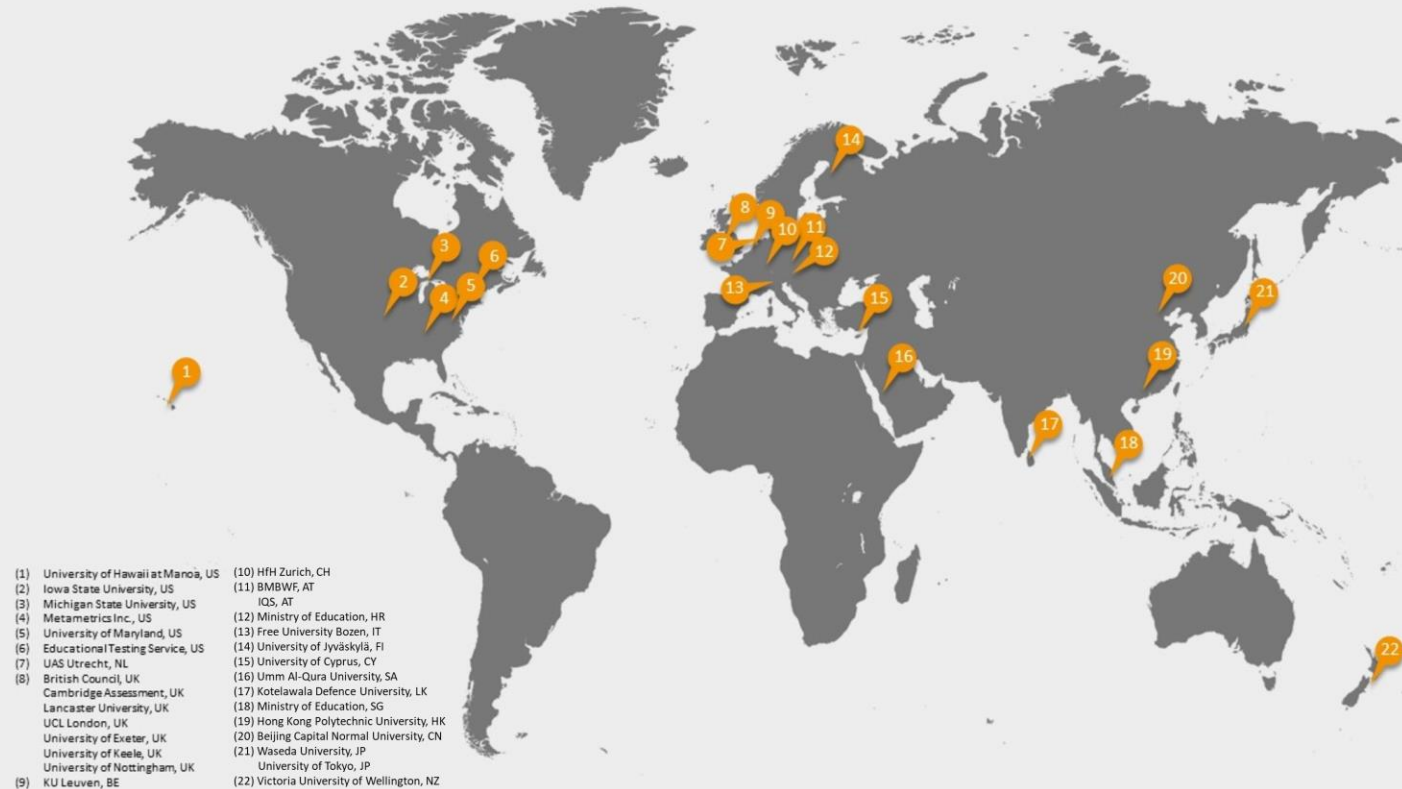 14
8
9
10
11
7
12
3
6
2
5
4
13
15
20
21
16
19
1
17
18
22
(1) University of Hawaii at Manoa, US
(2) Iowa State University, US
(3) Michigan State University, US
(4) Metametrics Inc., US
(5) University of Maryland, US
(6) Educational Testing Service, US
(7) UAS Utrecht, NL
(8) British Council, UK
Cambridge Assessment, UK
Lancaster University, UK
UCL London, UK
University of Exeter, UK
University of Keele, UK
University of Nottingham, UK
(9) KU Leuven, BE
(10) HfH Zurich, CH
(11) BMBWF, AT
IQS, AT
(12) Ministry of Education, HR
(13) Free University Bozen, IT
(14) University of Jyväskylä, FI
(15) University of Cyprus, CY
(16) Umm Al-Qura University, SA
(17) Kotelawala Defence University, LK
(18) Ministry of Education, SG
(19) Hong Kong Polytechnic University, HK
(20) Beijing Capital Normal University, CN
(21) Waseda University, JP
University of Tokyo, JP
(22) Victoria University of Wellington, NZ